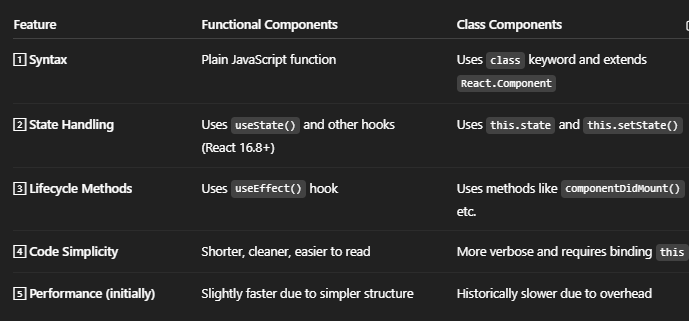 Feature Functional Components Class Components
1 Syntax Plain JavaScript function Uses class keyword and extends
React.Component
2 State Handling Uses useState() and other hooks Uses this.state and this.setState()
(React 16.8+)
3 Lifecycle Methods Uses useEffect() hook Uses methods like componentDidMount()
etc.
4 Code Simplicity Shorter, cleaner, easier to read More verbose and requires binding this
5 Performance (initially) Slightly faster due to simpler structure Historically slower due to overhead